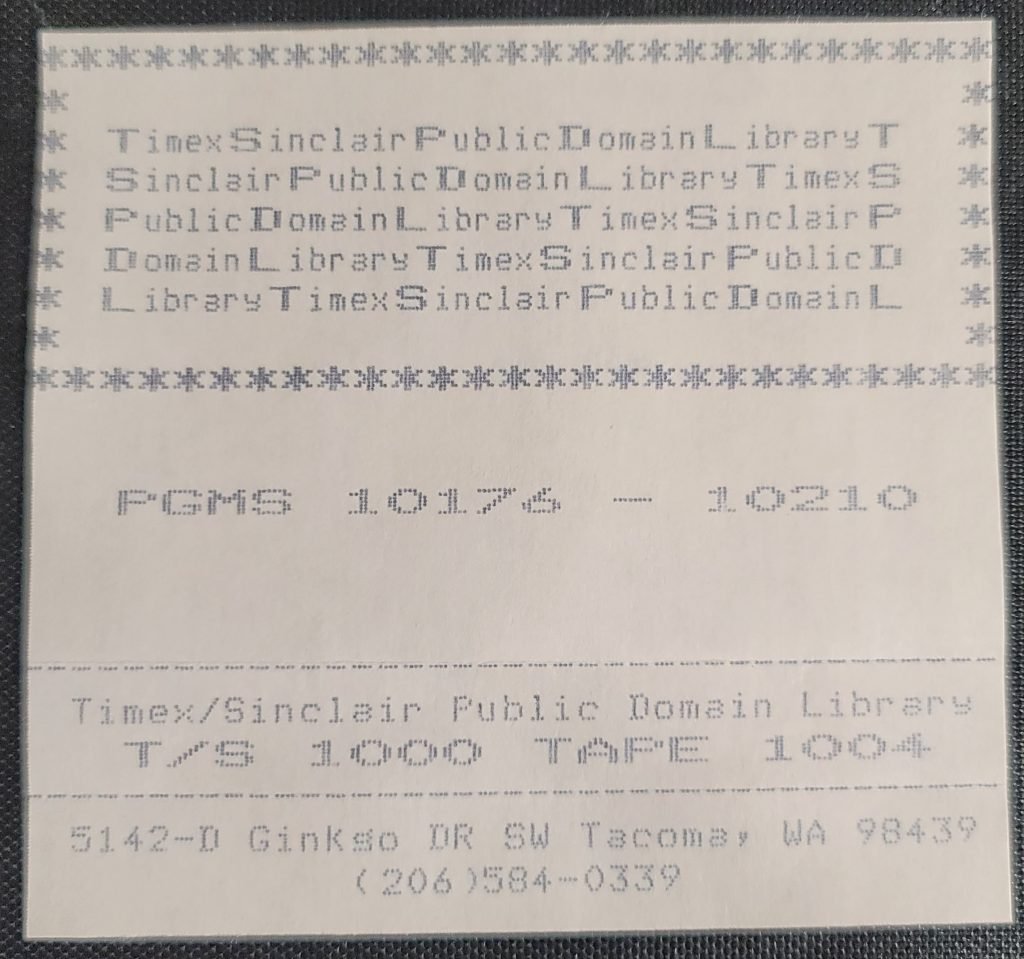 ***************************
* *
* TimexSinclairPublicDomainLibraryT *
* SinclairPublicDomainLibraryTimexS *
* PublicDomainLibraryTimexSinclairP *
* DomainLibraryTimexSinclairPublicD *
* LibraryTimexSinclairPublicDomainL *
* *
***************************
PGMS 10176 - 10210
Timex/Sinclair Public Domain Library
T/S 1000 TAPE 1004
5142-D Ginkgo DR SW Tacoma, WA 98439
(206)584-0339